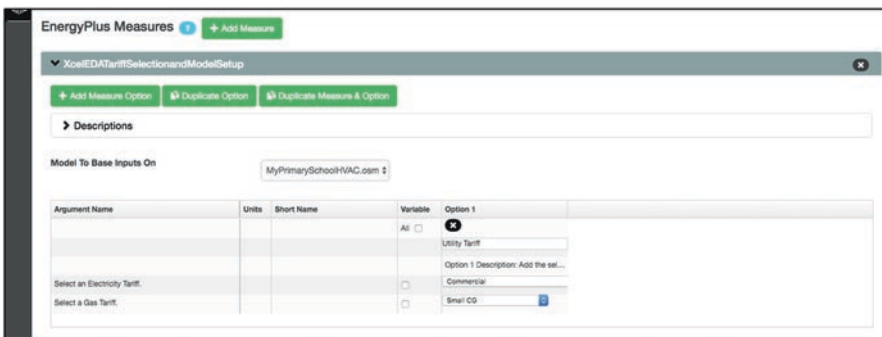 EnergyPlus Measures ? + Add Measure
XcelEDATariffSelectionandModelSetup
+ Add Measure Option Duplicate Option Duplicate Measure & Option
Descriptions
Model To Base Inputs On
MyPrimarySchoolHVAC.osm
Argument Name Units Short Name Variable Option 1
All
Utility Tariff
Option 1 Description: Add the sel...
Select an Electricity Tariff. Commercial
Select a Gas Tariff. Small CG